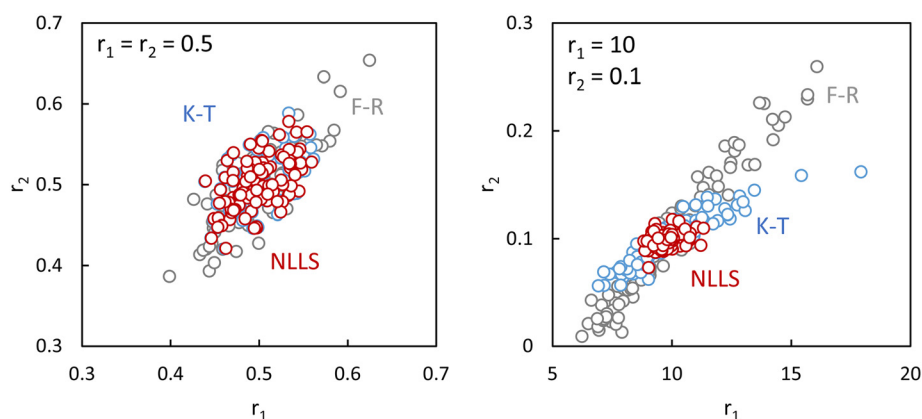 0.7
0.6
0.5
0.4
0.3
r₂
r₁ = r₂ = 0.5
K-T
F-R
NLLS
0.3 0.4 0.5 0.6 0.7
r₁
0.3
0.2
0.1
0
r₂
r₁ = 10
r₂ = 0.1
F-R
K-T
NLLS
5 10 15 20
r₁